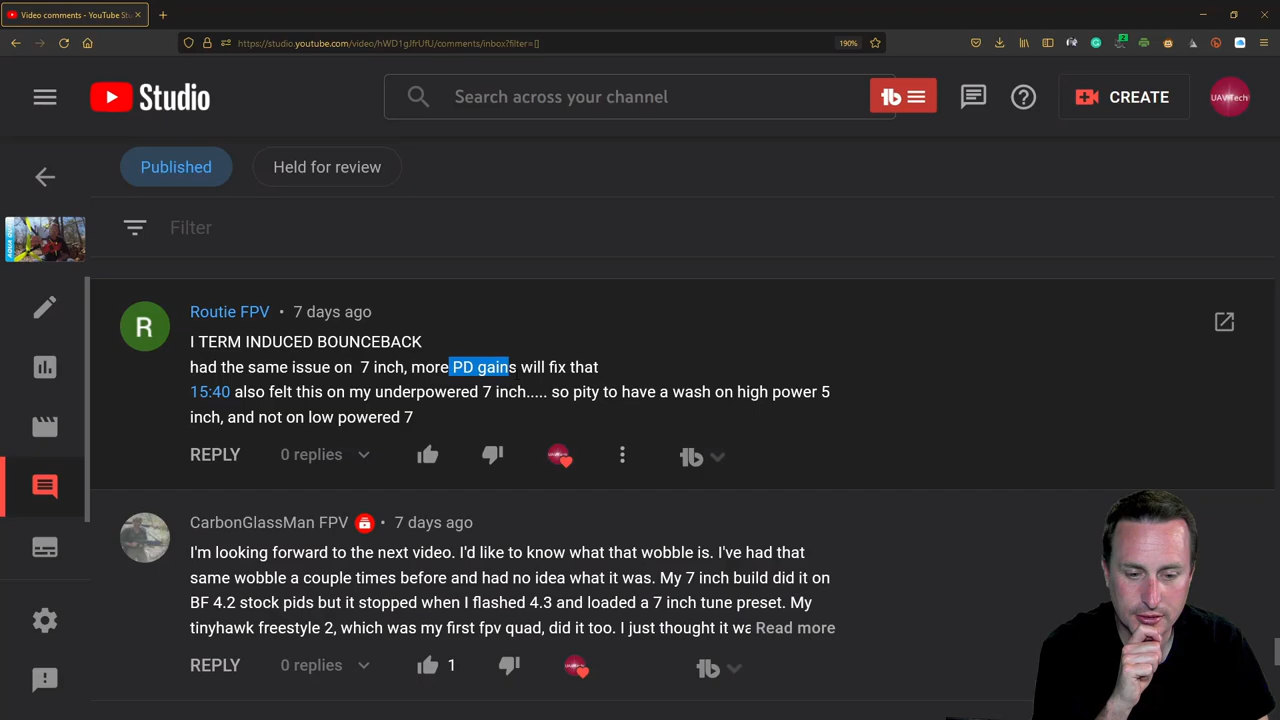 Video comments - YouTube Stu
https://studio.youtube.com/video/hWD1gJfrUfU/comments/inbox?filter=[]
190%
2
Studio
Search across your channel
tb
?
CREATE
UAVTech
Published
Held for review
Filter
R
Routie FPV • 7 days ago
I TERM INDUCED BOUNCEBACK
had the same issue on 7 inch, more PD gains will fix that
15:40 also felt this on my underpowered 7 inch..... so pity to have a wash on high power 5
inch, and not on low powered 7
REPLY 0 replies tb
CarbonGlassMan FPV • 7 days ago
I'm looking forward to the next video. I'd like to know what that wobble is. I've had that
same wobble a couple times before and had no idea what it was. My 7 inch build did it on
BF 4.2 stock pids but it stopped when I flashed 4.3 and loaded a 7 inch tune preset. My
tinyhawk freestyle 2, which was my first fpv quad, did it too. I just thought it wa Read more
REPLY 0 replies 1 tb